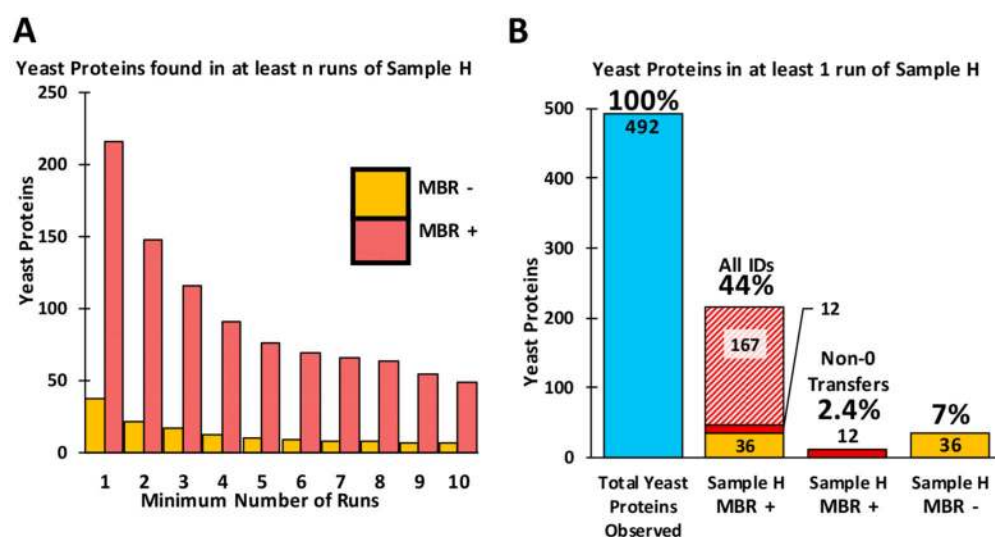 A
Yeast Proteins found in at least n runs of Sample H
Yeast Proteins
250
200
150
100
50
0
1 2 3 4 5 6 7 8 9 10
Minimum Number of Runs
MBR -
MBR +
B
Yeast Proteins in at least 1 run of Sample H
Yeast Proteins
500
400
300
200
100
0
100%
492
All IDs
44%
167
36
12
Non-0
Transfers
2.4%
12
7%
36
Total Yeast
Proteins
Observed
Sample H
MBR +
Sample H
MBR +
Sample H
MBR -